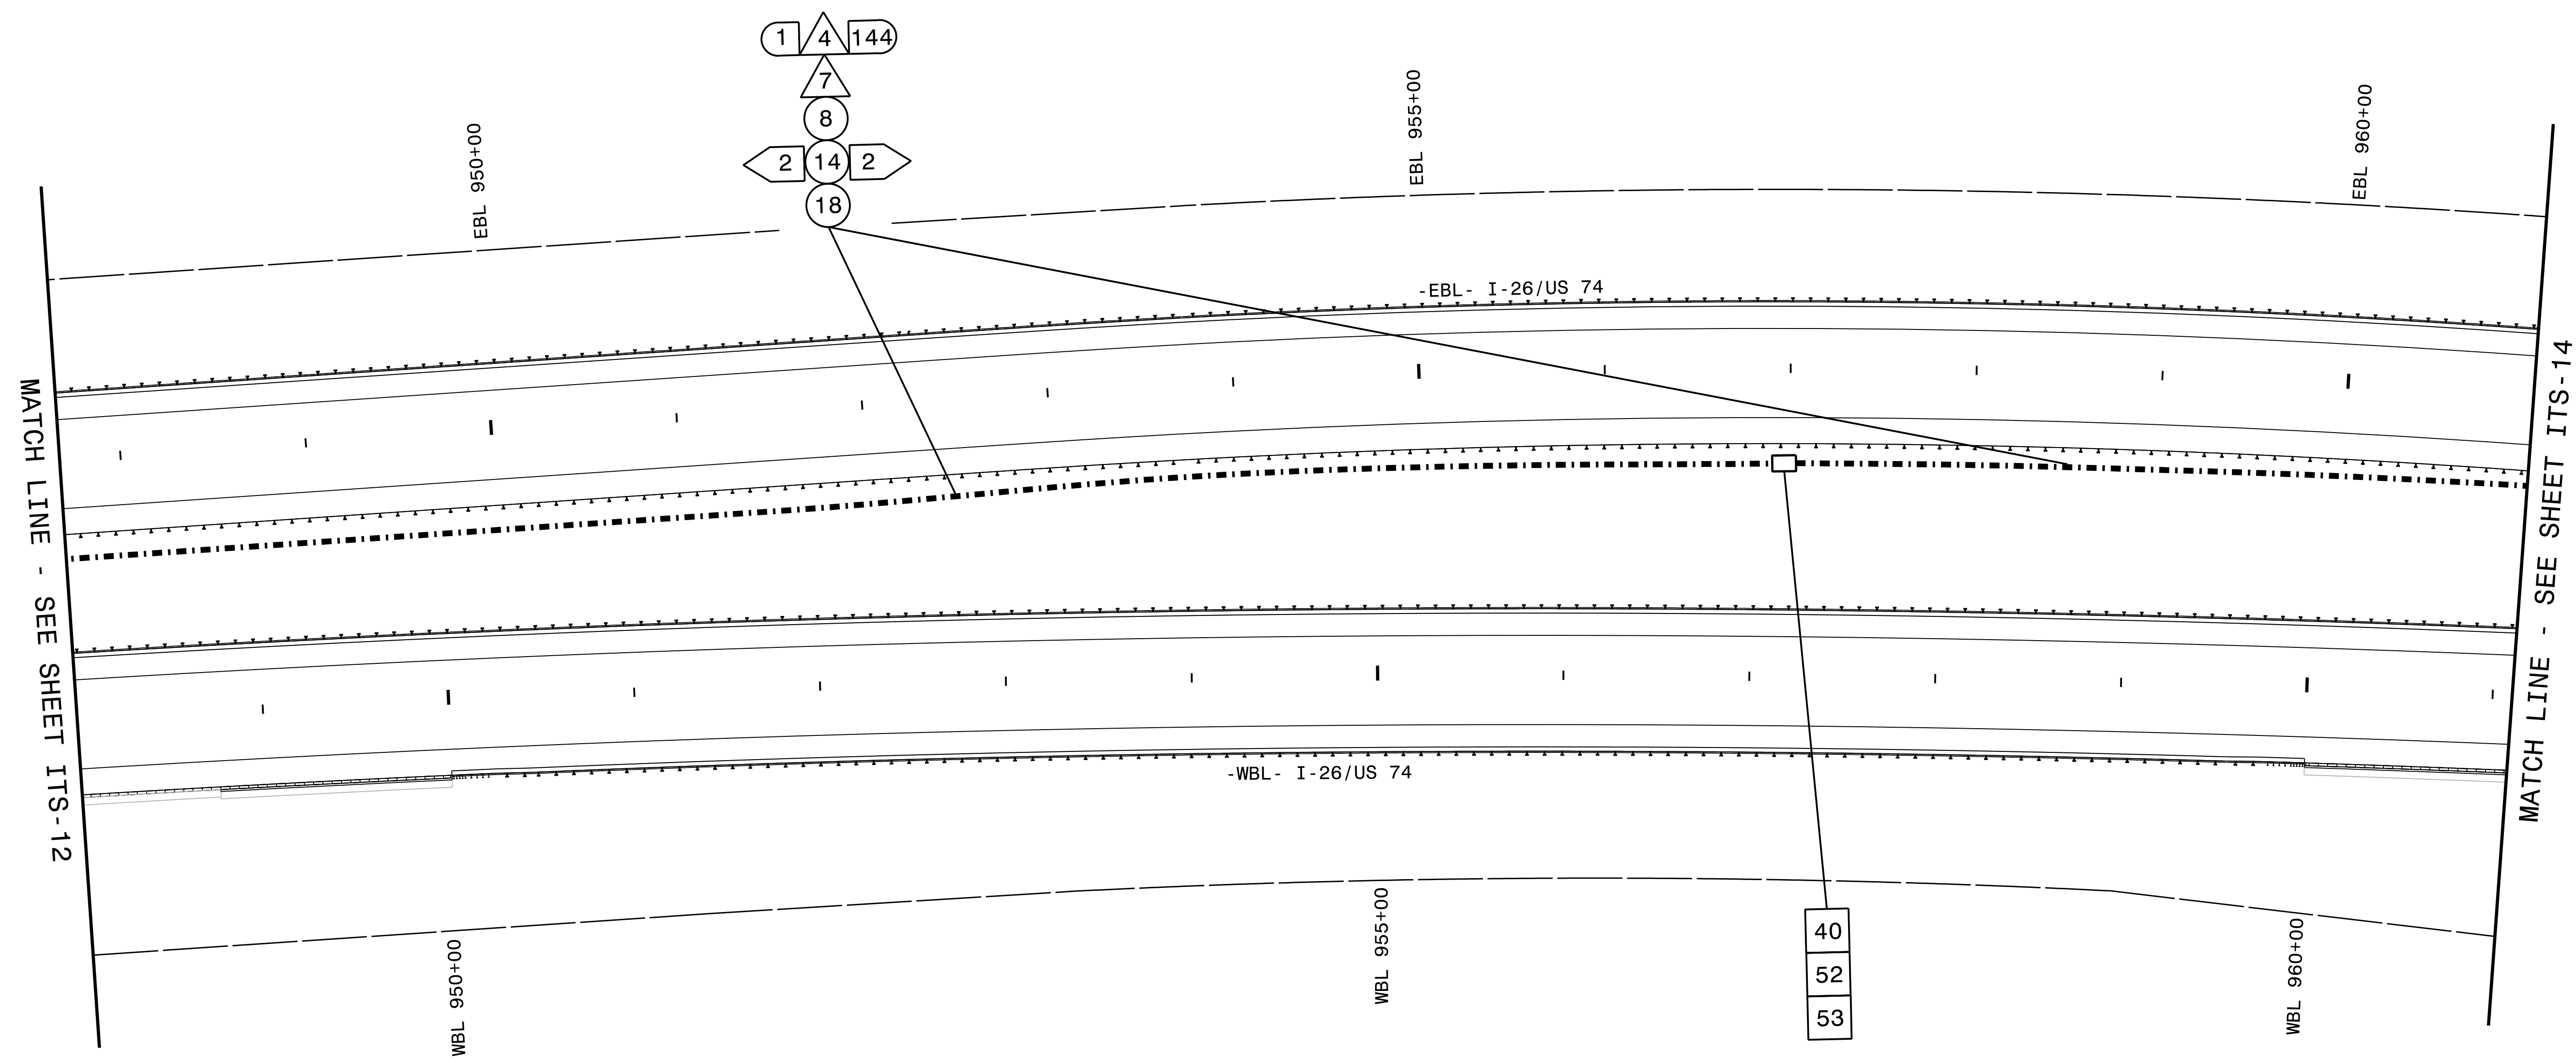 1 4 144
7
8
2 14 2
18
EBL 950+00
EBL 955+00
EBL 960+00
-EBL- I-26/US 74
MATCH LINE - SEE SHEET ITS-12
MATCH LINE - SEE SHEET ITS-14
-WBL- I-26/US 74
WBL 950+00
WBL 955+00
WBL 960+00
40
52
53